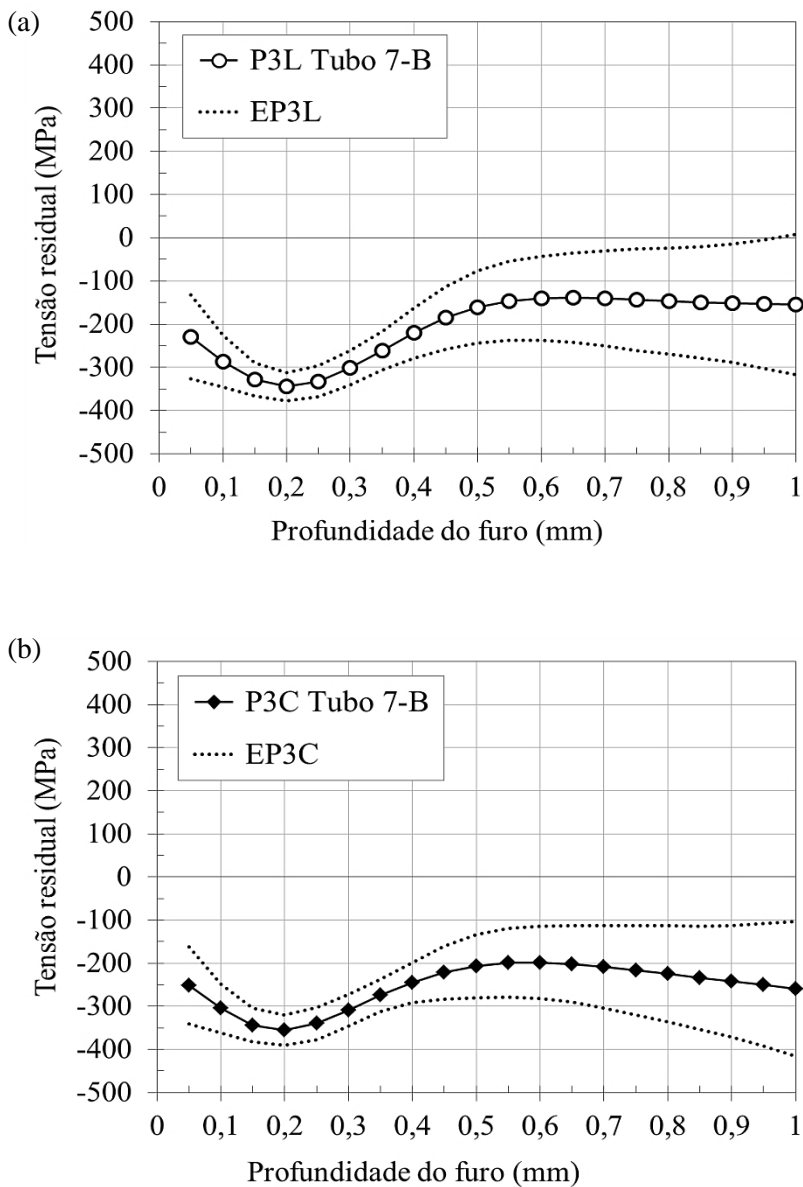 (a)
500
400
300
200
100
0
-100
-200
-300
-400
-500
Tensão residual (MPa)
P3L Tubo 7-B
EP3L
0 0,1 0,2 0,3 0,4 0,5 0,6 0,7 0,8 0,9 1
Profundidade do furo (mm)
(b)
500
400
300
200
100
0
-100
-200
-300
-400
-500
Tensão residual (MPa)
P3C Tubo 7-B
EP3C
0 0,1 0,2 0,3 0,4 0,5 0,6 0,7 0,8 0,9 1
Profundidade do furo (mm)